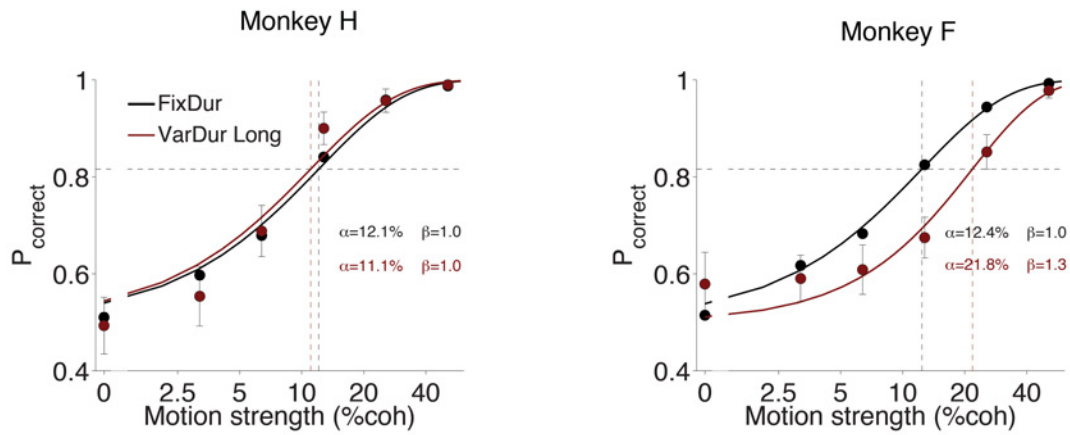 Monkey H
1
FixDur
VarDur Long
0.8
α=12.1% β=1.0
α=11.1% β=1.0
0.6
0.4
0 2.5 5 10 20 40
Motion strength (%coh)
P correct
Monkey F
1
0.8
α=12.4% β=1.0
α=21.8% β=1.3
0.6
0.4
0 2.5 5 10 20 40
Motion strength (%coh)
P correct